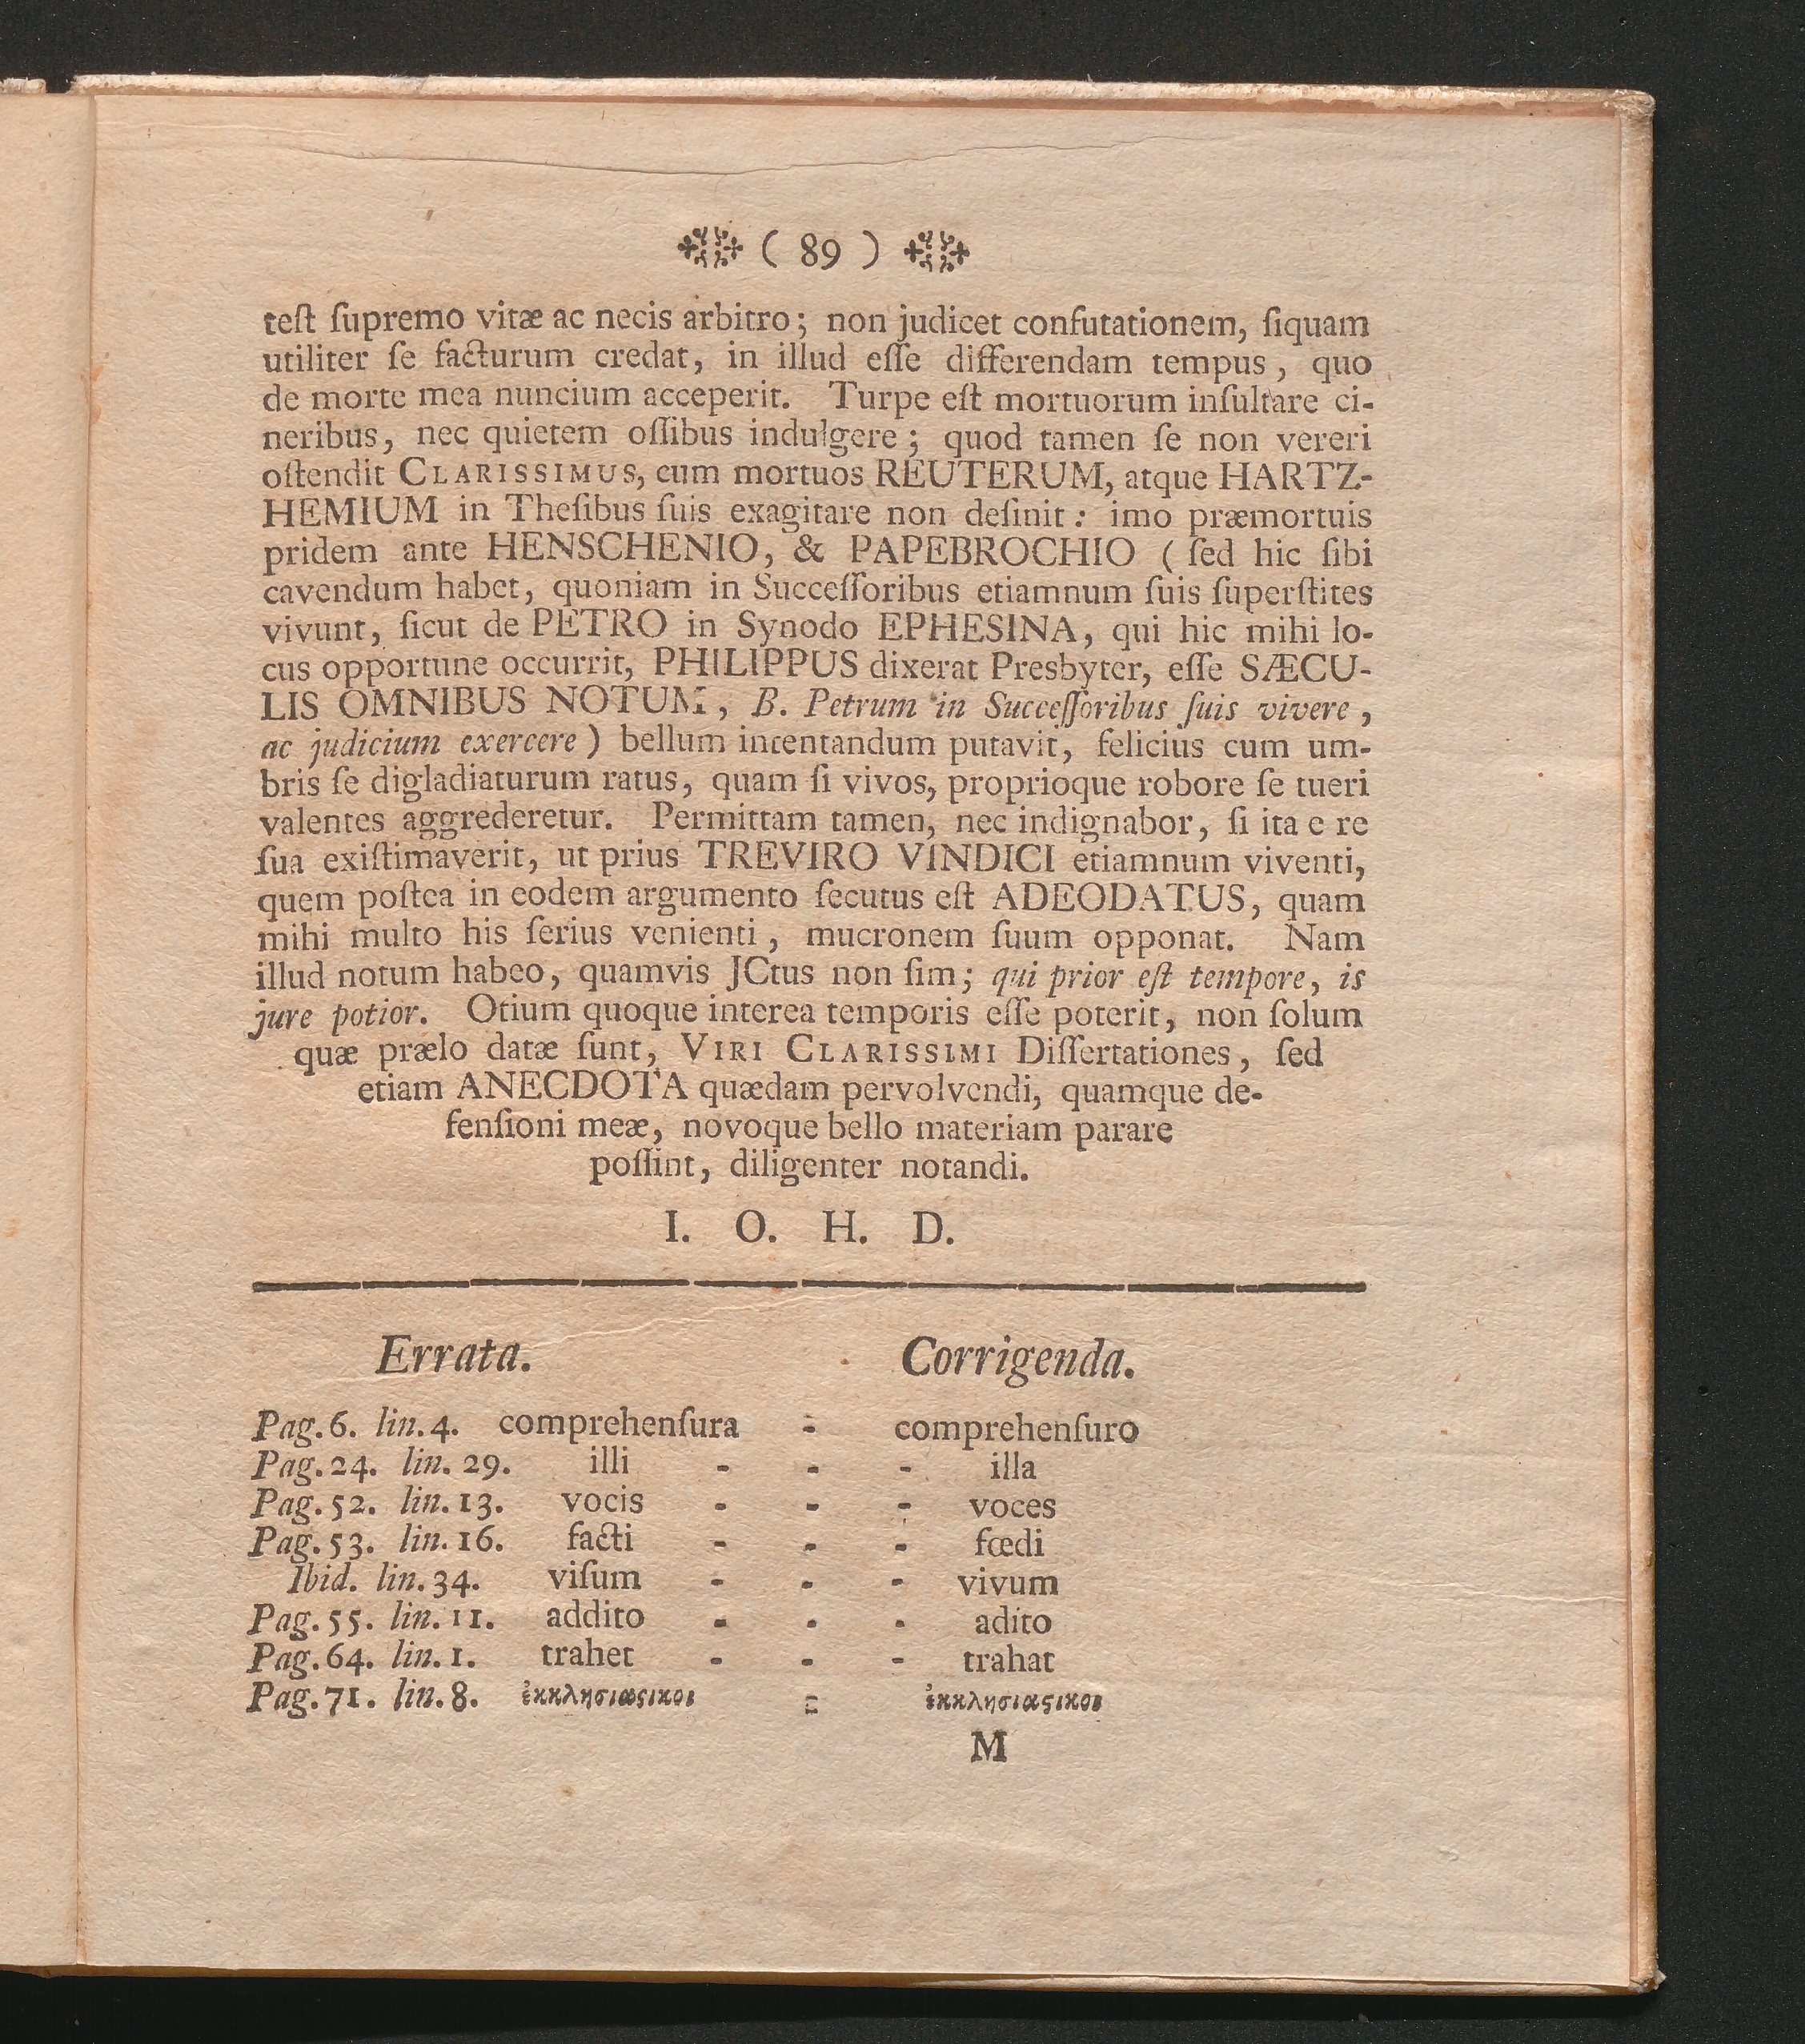 ( 89 )
teſt ſupremo vitæ ac necis arbitro; non judicet confutationem, ſiquam
utiliter ſe facturum credat, in illud eſſe differendam tempus, quo
de morte mea nuncium acceperit. Turpe eſt mortuorum inſultare ci-
neribus, nec quietem oſſibus indulgere; quod tamen ſe non vereri
oſtendit CLARISSIMUS, cum mortuos REUTERUM, atque HARTZ-
HEMIUM in Theſibus ſuis exagitare non deſinit: imo præmortuis
pridem ante HENSCHENIO, & PAPEBROCHIO (ſed hic ſibi
cavendum habet, quoniam in Succeſſoribus etiamnum ſuis ſuperſtites
vivunt, ſicut de PETRO in Synodo EPHESINA, qui hic mihi lo-
cus opportune occurrit, PHILIPPUS dixerat Presbyter, eſſe SÆCU-
LIS OMNIBUS NOTUM, B. Petrum in Succeſſoribus ſuis vivere,
ac judicium exercere) bellum intentandum putavit, felicius cum um-
bris ſe digladiaturum ratus, quam ſi vivos, proprioque robore ſe tueri
valentes aggrederetur. Permittam tamen, nec indignabor, ſi ita e re
ſua exiſtimaverit, ut prius TREVIRO VINDICI etiamnum viventi,
quem poſtea in eodem argumento ſecutus eſt ADEODATUS, quam
mihi multo his ſerius venienti, mucronem ſuum opponat. Nam
illud notum habeo, quamvis JCtus non ſim; qui prior eſt tempore, is
jure potior. Otium quoque interea temporis eſſe poterit, non ſolum
quæ prælo datæ ſunt, VIRI CLARISSIMI Diſſertationes, ſed
etiam ANECDOTA quædam pervolvendi, quamque de-
fenſioni meæ, novoque bello materiam parare
poſſint, diligenter notandi.
I. O. H. D.
Errata. Corrigenda.
Pag. 6. lin. 4. comprehenſura - comprehenſuro
Pag. 24. lin. 29. illi - - - illa
Pag. 52. lin. 13. vocis - - - voces
Pag. 53. lin. 16. facti - - - fœdi
Ibid. lin. 34. viſum - - - vivum
Pag. 55. lin. 11. addito - - - adito
Pag. 64. lin. 1. trahet - - - trahat
Pag. 71. lin. 8. ἐκκλησιωϛικοι - ἐκκλησιαϛικοι
M